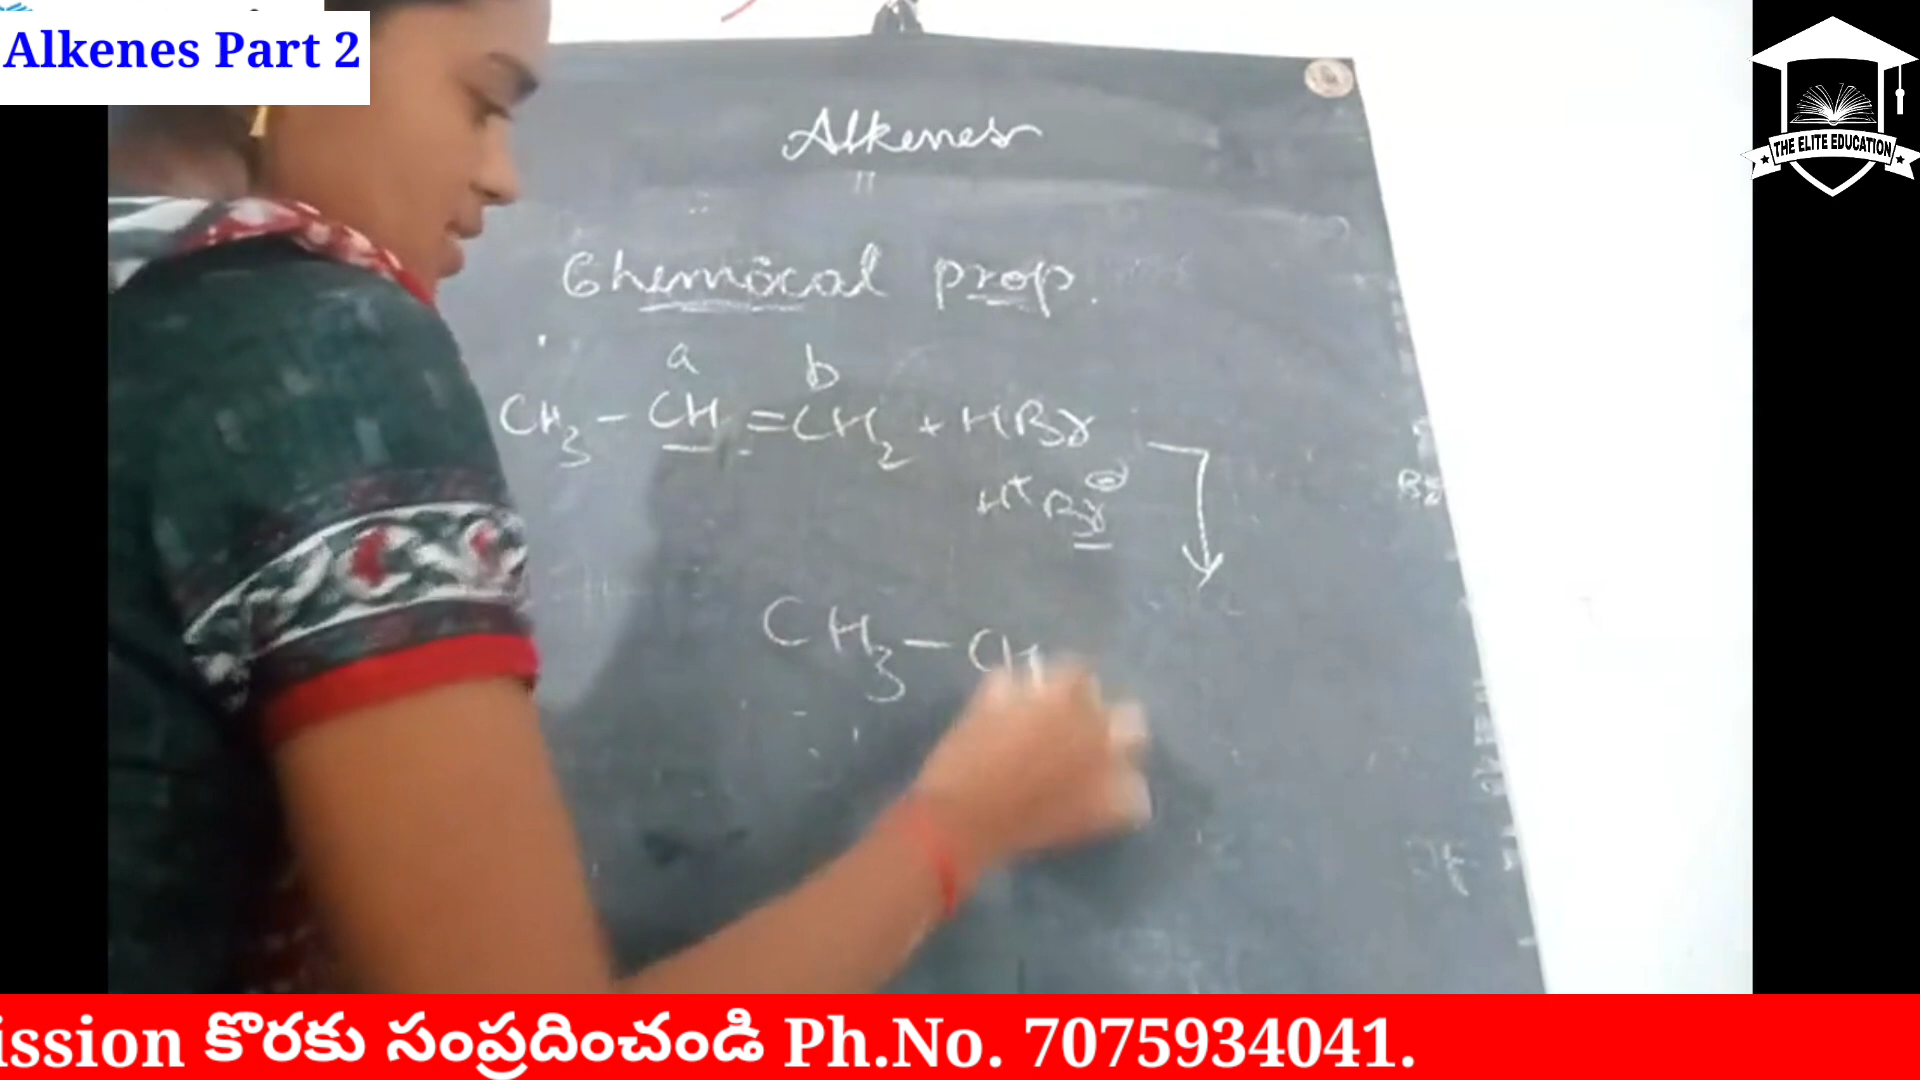 Alkenes Part 2
THE ELITE EDUCATION
Alkenes
Chemical prop.
a b
CH3 - CH = CH2 + HBr
H+ Br⊖
CH3 - CH
ission కొరకు సంప్రదించండి Ph.No. 7075934041.